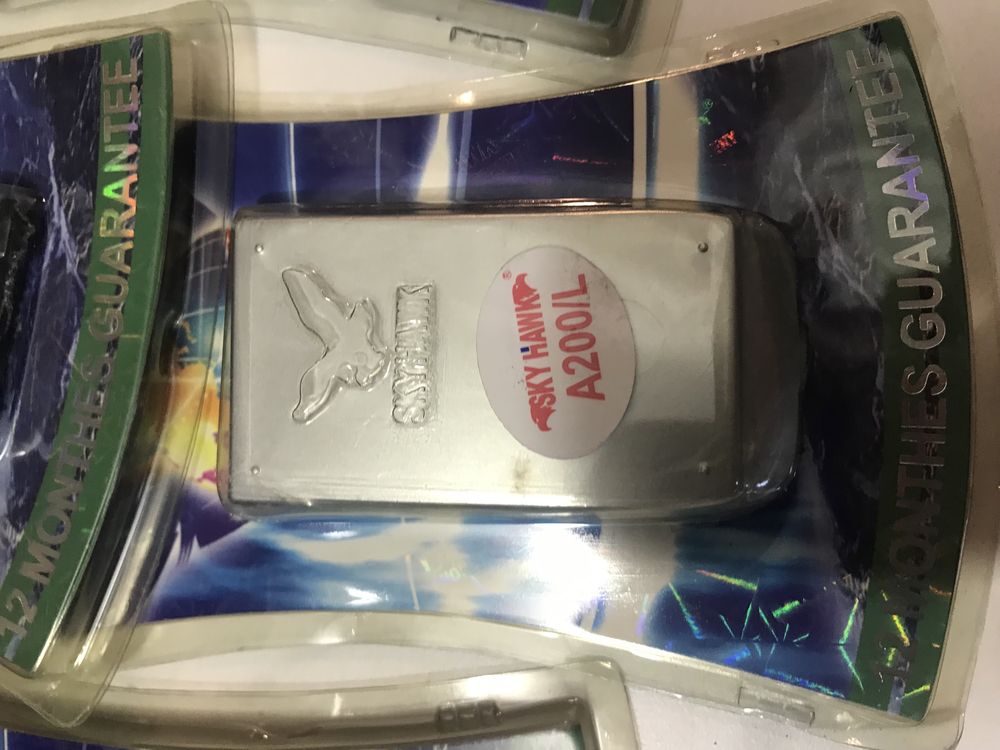 12-MONTHES GUARANTEE
SKYHAWK
®
SKY HAWK
A200/L
12 MONTHES GUARANTEE